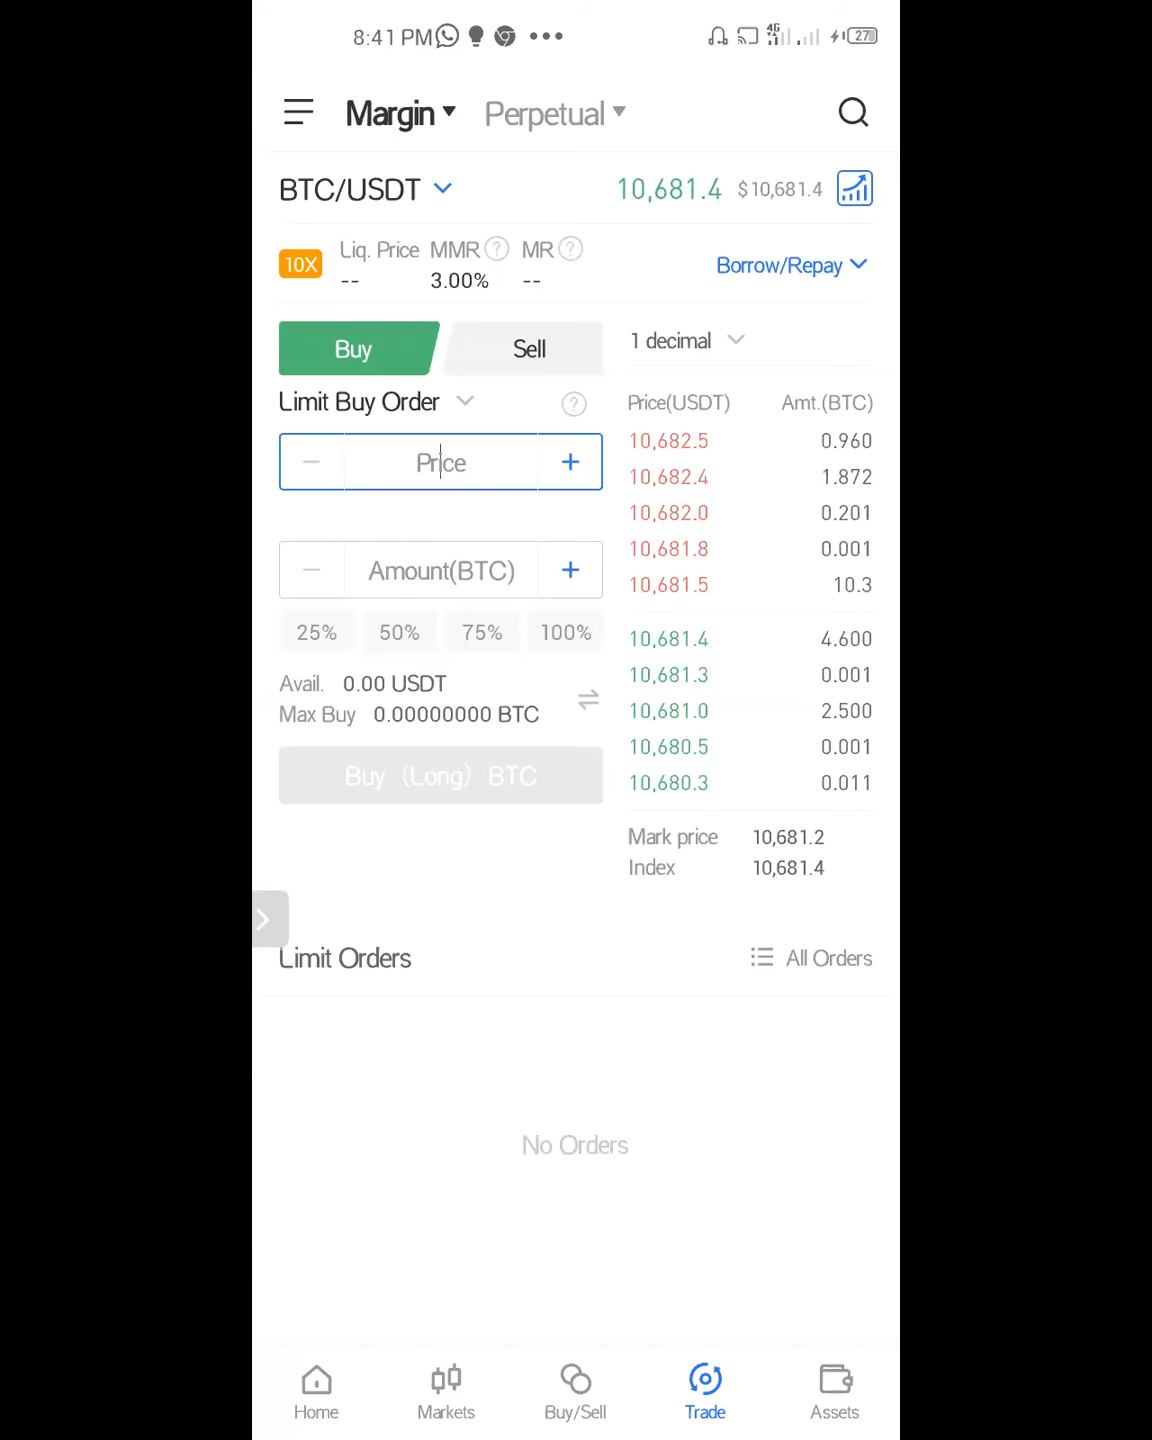 8:41 PM 4G 27
Margin Perpetual
BTC/USDT 10,681.4 $10,681.4
10X Liq. Price MMR ? MR ? Borrow/Repay
-- 3.00% --
Buy Sell 1 decimal
Limit Buy Order ? Price(USDT) Amt.(BTC)
10,682.5 0.960
− Price +
10,682.4 1.872
10,682.0 0.201
10,681.8 0.001
− Amount(BTC) +
10,681.5 10.3
25% 50% 75% 100% 10,681.4 4.600
Avail. 0.00 USDT 10,681.3 0.001
Max Buy 0.00000000 BTC 10,681.0 2.500
10,680.5 0.001
Buy (Long) BTC 10,680.3 0.011
Mark price 10,681.2
Index 10,681.4
Limit Orders All Orders
No Orders
Home Markets Buy/Sell Trade Assets